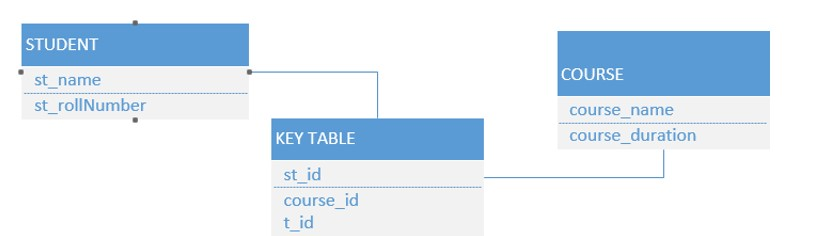 STUDENT
st_name
st_rollNumber
KEY TABLE
st_id
course_id
t_id
COURSE
course_name
course_duration